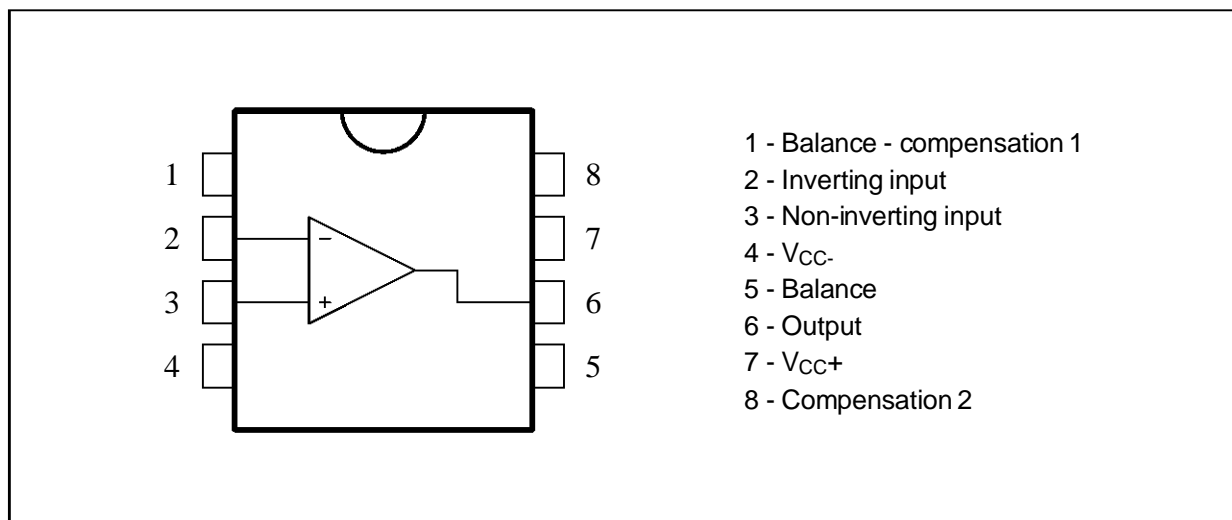 1
2
3
4
−
+
8
7
6
5
1 - Balance - compensation 1
2 - Inverting input
3 - Non-inverting input
4 - VCC-
5 - Balance
6 - Output
7 - VCC+
8 - Compensation 2